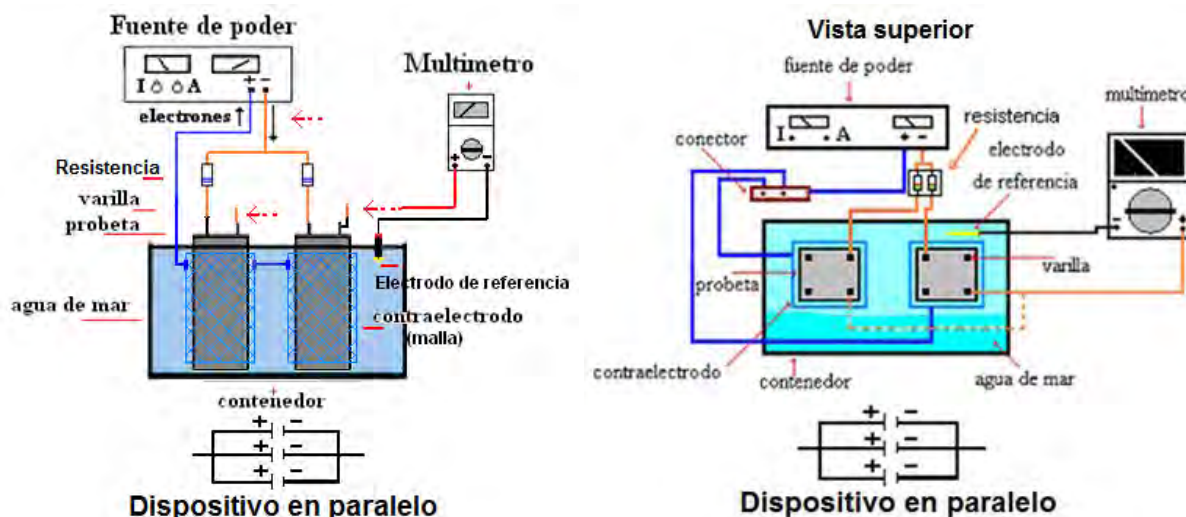 Fuente de poder
+ −
I A
electrones
Multimetro
+ −
Resistencia
varilla
probeta
agua de mar
Electrodo de referencia
contraelectrodo
(malla)
contenedor
+ −
+ −
+ −
Dispositivo en paralelo
Vista superior
fuente de poder
multímetro
+ −
I A
conector
resistencia
electrodo
de referencia
− +
probeta
varilla
contraelectrodo
contenedor
agua de mar
+ −
+ −
+ −
Dispositivo en paralelo